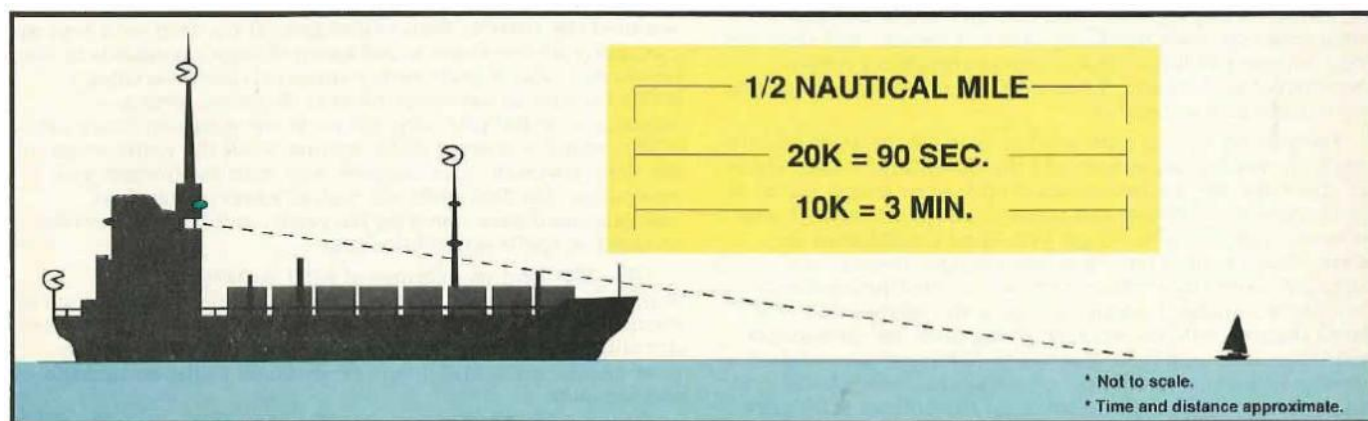 1/2 NAUTICAL MILE
20K = 90 SEC.
10K = 3 MIN.
* Not to scale.
* Time and distance approximate.